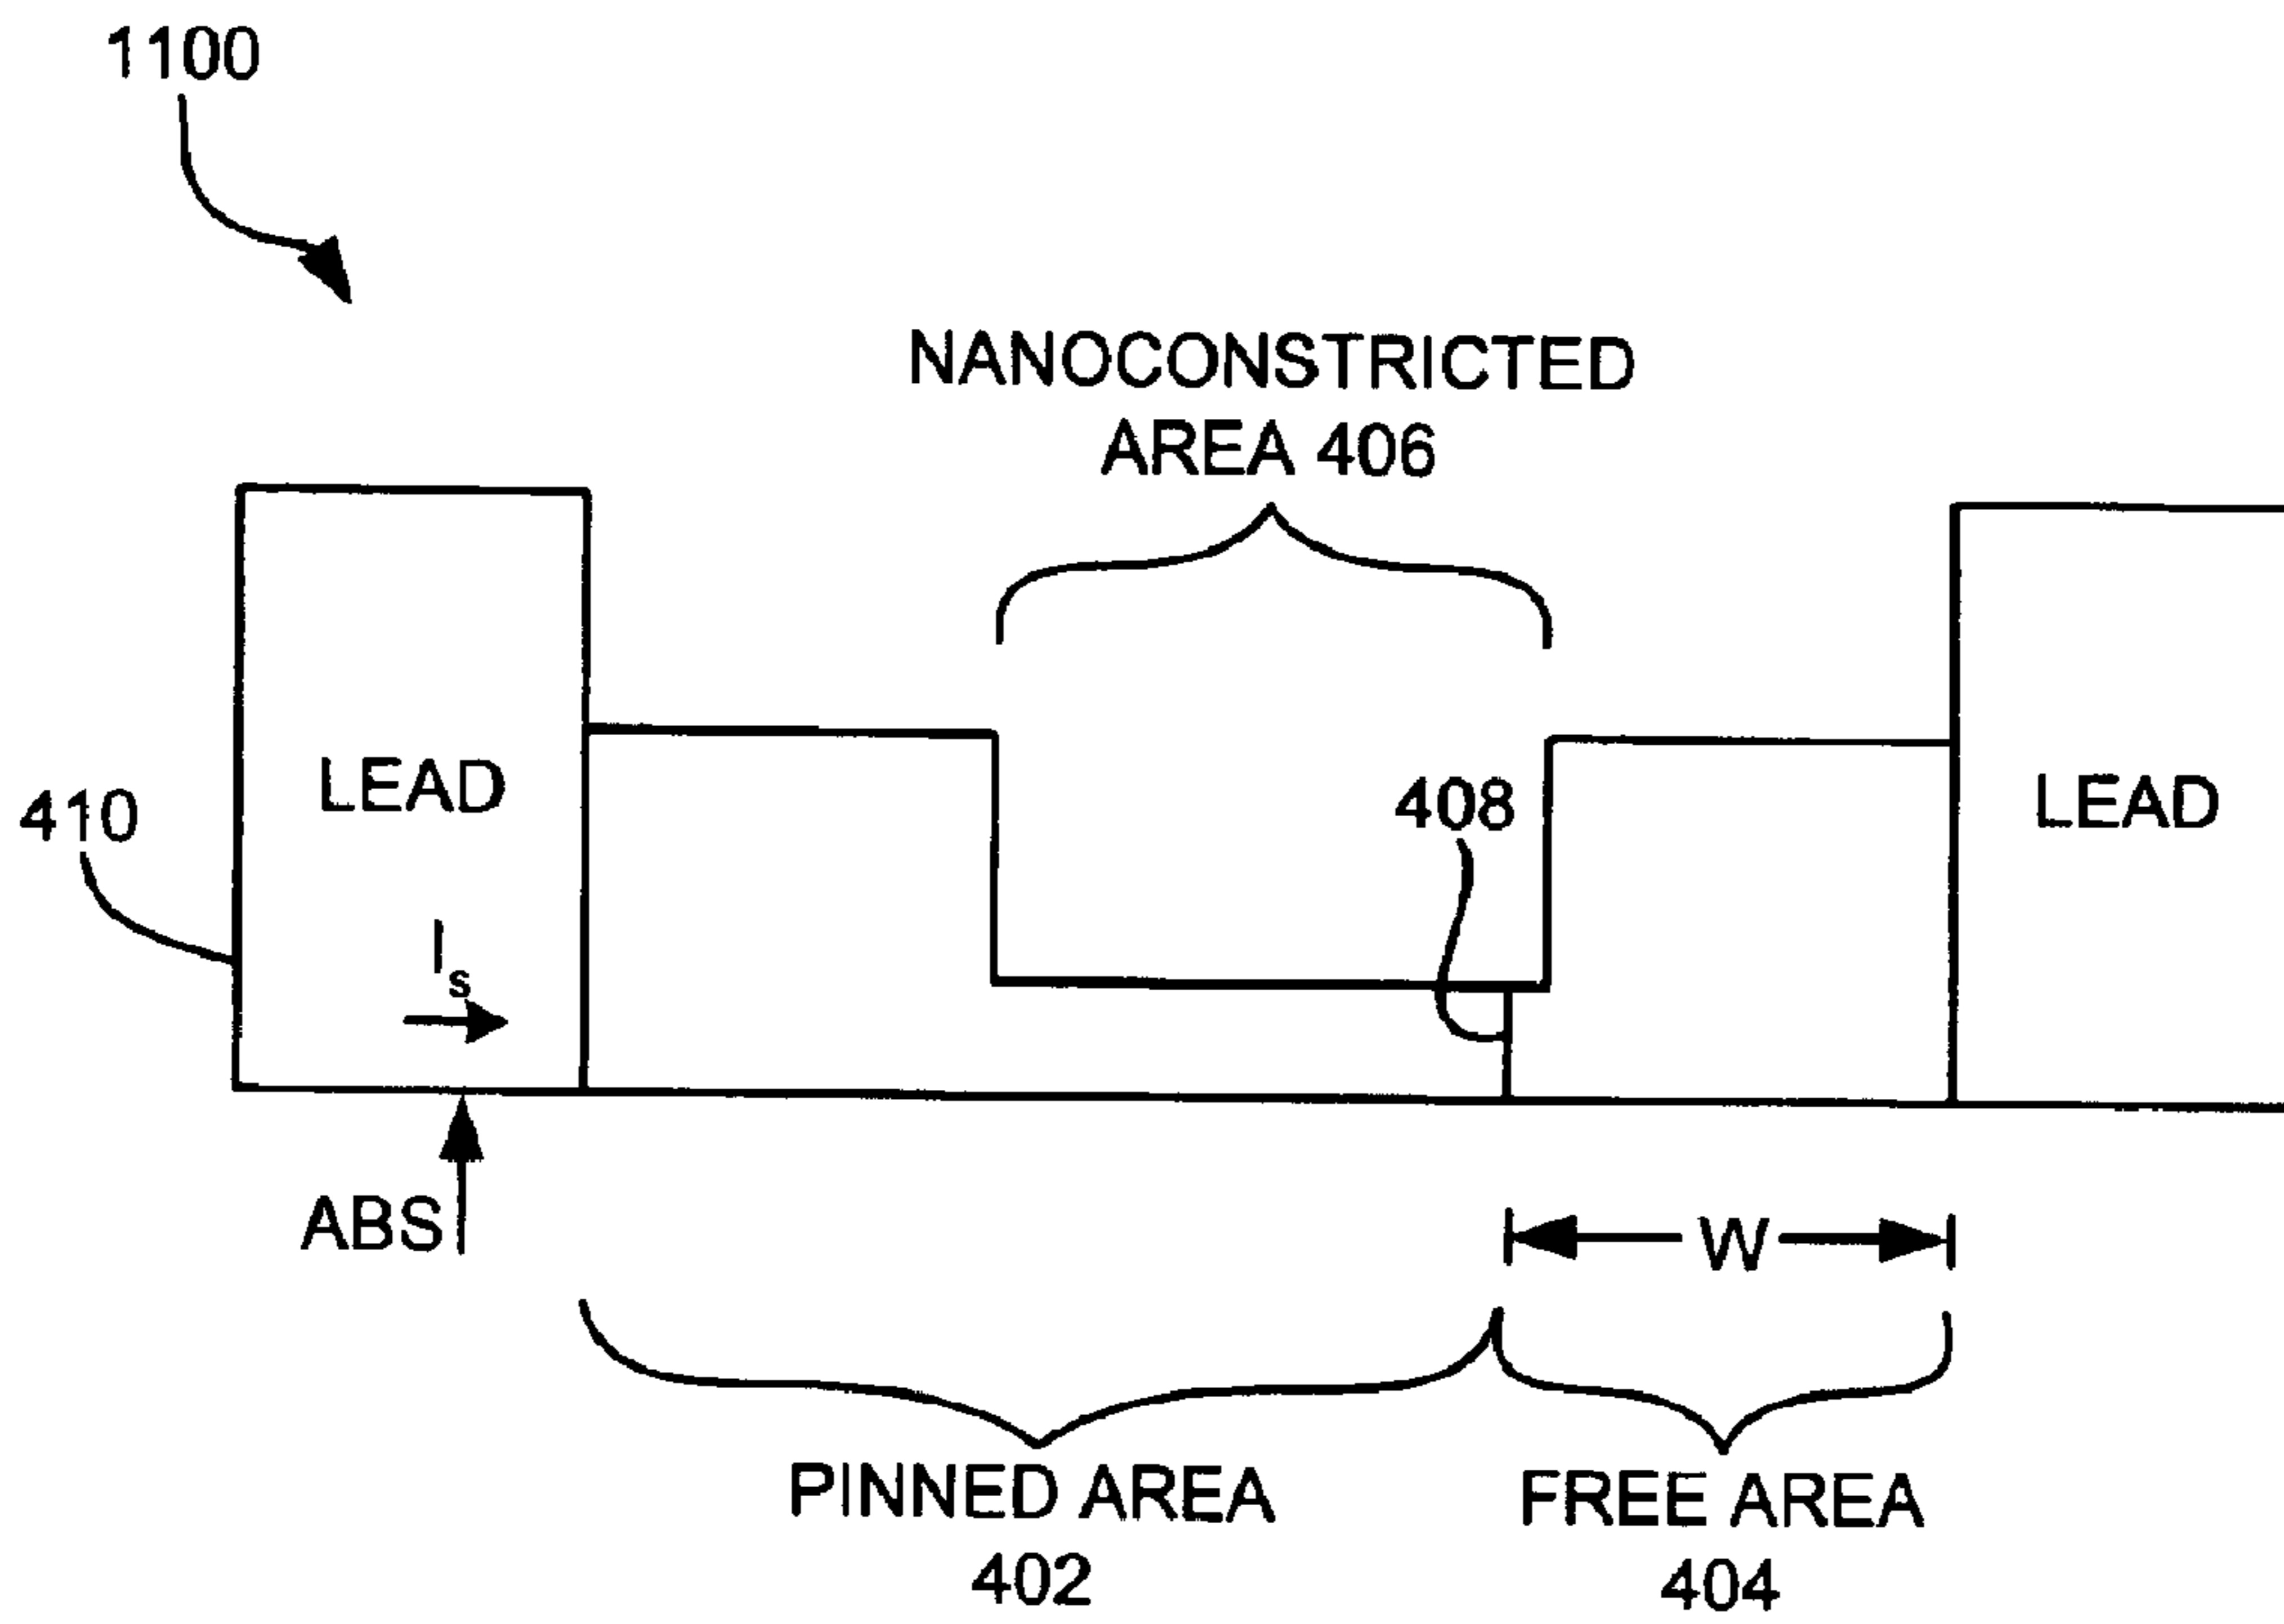 1100
NANOCONSTRICTED
AREA 406
LEAD
408
LEAD
410
Is
ABS
W
PINNED AREA
402
FREE AREA
404